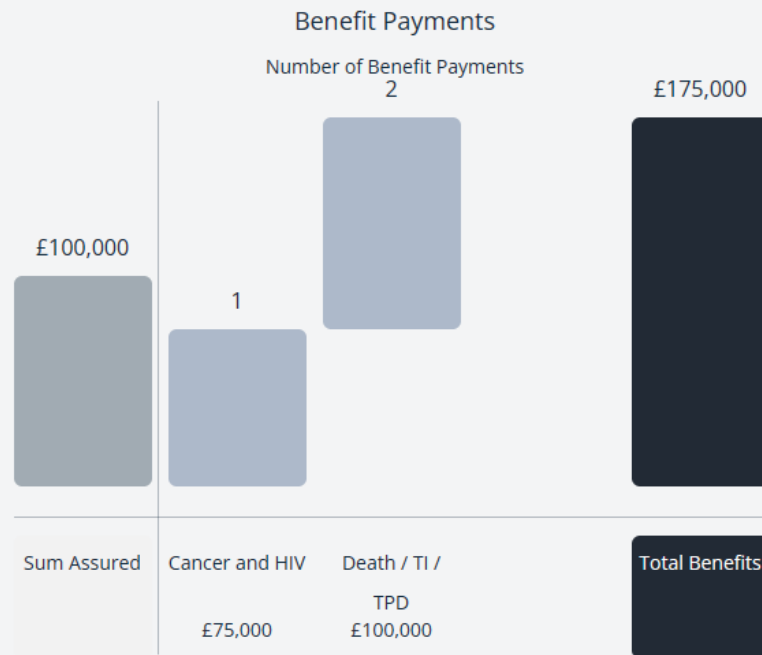 Benefit Payments
Number of Benefit Payments
2
£175,000
£100,000
1
Sum Assured
Cancer and HIV
£75,000
Death / TI /
TPD
£100,000
Total Benefits